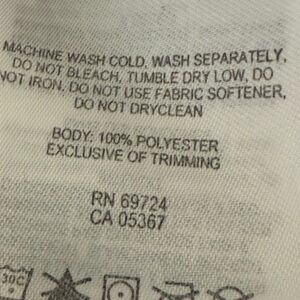 MACHINE WASH COLD, WASH SEPARATELY,
DO NOT BLEACH, TUMBLE DRY LOW, DO
NOT IRON, DO NOT USE FABRIC SOFTENER,
DO NOT DRYCLEAN
BODY: 100% POLYESTER
EXCLUSIVE OF TRIMMING
RN 69724
CA 05367
30C